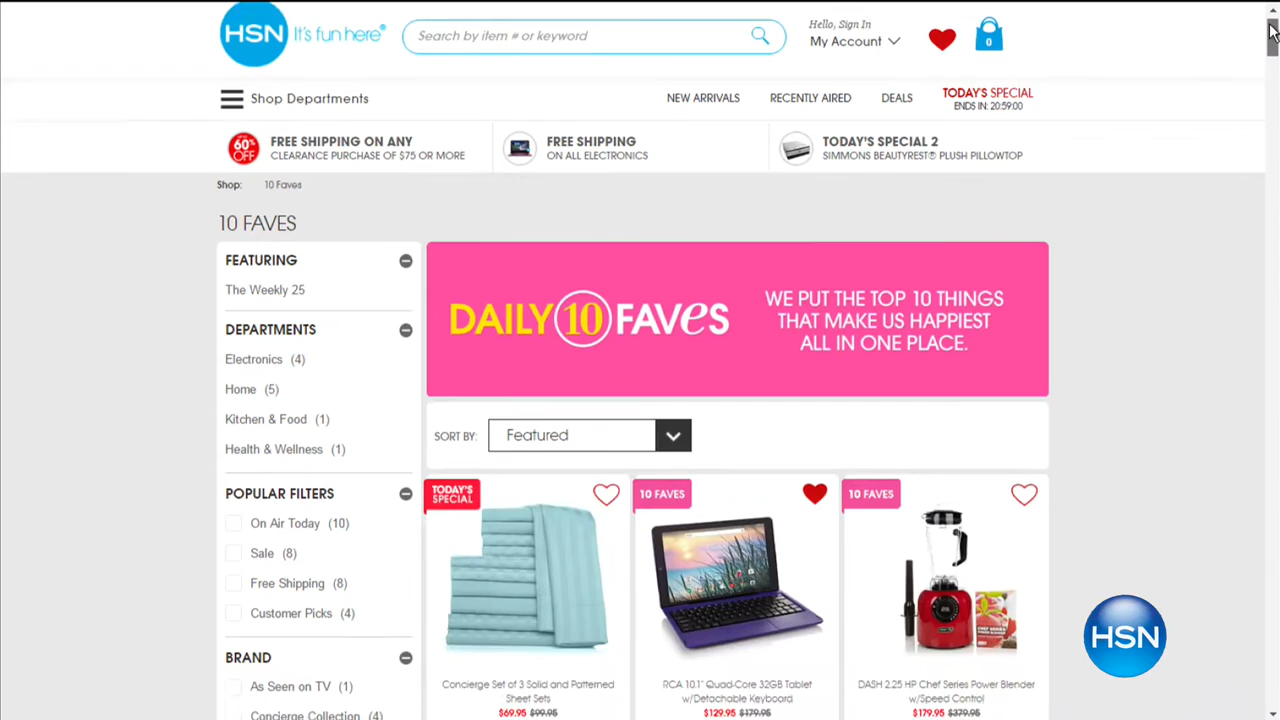 HSN It's fun here®
Search by item # or keyword
Hello, Sign In
My Account
0
Shop Departments
NEW ARRIVALS
RECENTLY AIRED
DEALS
TODAY'S SPECIAL
ENDS IN: 20:59:00
60% OFF
FREE SHIPPING ON ANY
CLEARANCE PURCHASE OF $75 OR MORE
FREE SHIPPING
ON ALL ELECTRONICS
TODAY'S SPECIAL 2
SIMMONS BEAUTYREST® PLUSH PILLOWTOP
Shop: 10 Faves
10 FAVES
FEATURING
The Weekly 25
DEPARTMENTS
Electronics (4)
Home (5)
Kitchen & Food (1)
Health & Wellness (1)
POPULAR FILTERS
On Air Today (10)
Sale (8)
Free Shipping (8)
Customer Picks (4)
BRAND
As Seen on TV (1)
Concierge Collection (4)
DAILY 10 FAVeS
WE PUT THE TOP 10 THINGS
THAT MAKE US HAPPIEST
ALL IN ONE PLACE.
SORT BY: Featured
TODAY'S
SPECIAL
Concierge Set of 3 Solid and Patterned
Sheet Sets
$69.95 $99.95
10 FAVES
RCA 10.1" Quad-Core 32GB Tablet
w/Detachable Keyboard
$129.95 $179.95
10 FAVES
DASH 2.25 HP Chef Series Power Blender
w/Speed Control
$179.95 $379.95
HSN